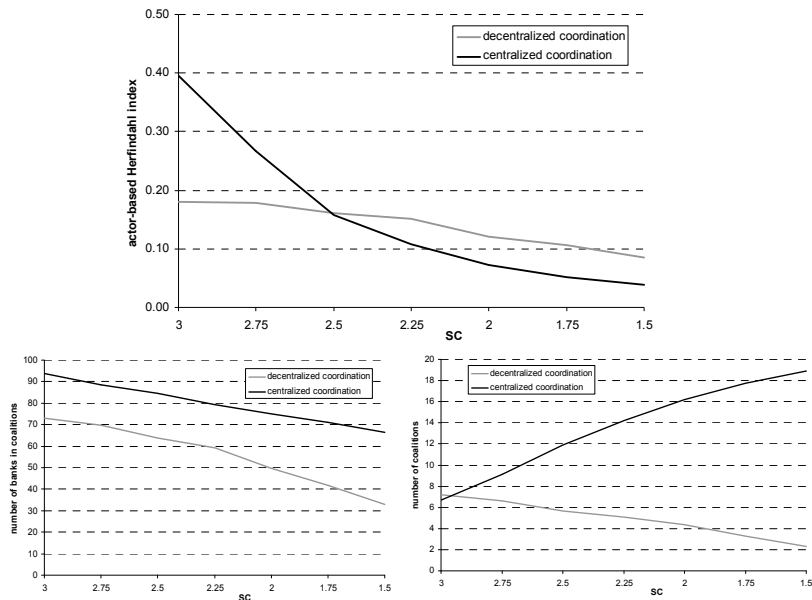 0.50
0.40
0.30
0.20
0.10
0.00
actor-based Herfindahl index
decentralized coordination
centralized coordination
3 2.75 2.5 2.25 2 1.75 1.5
SC
100
90
80
70
60
50
40
30
20
10
0
number of banks in coalitions
decentralized coordination
centralized coordination
3 2.75 2.5 2.25 2 1.75 1.5
SC
20
18
16
14
12
10
8
6
4
2
0
number of coalitions
decentralized coordination
centralized coordination
3 2.75 2.5 2.25 2 1.75 1.5
SC